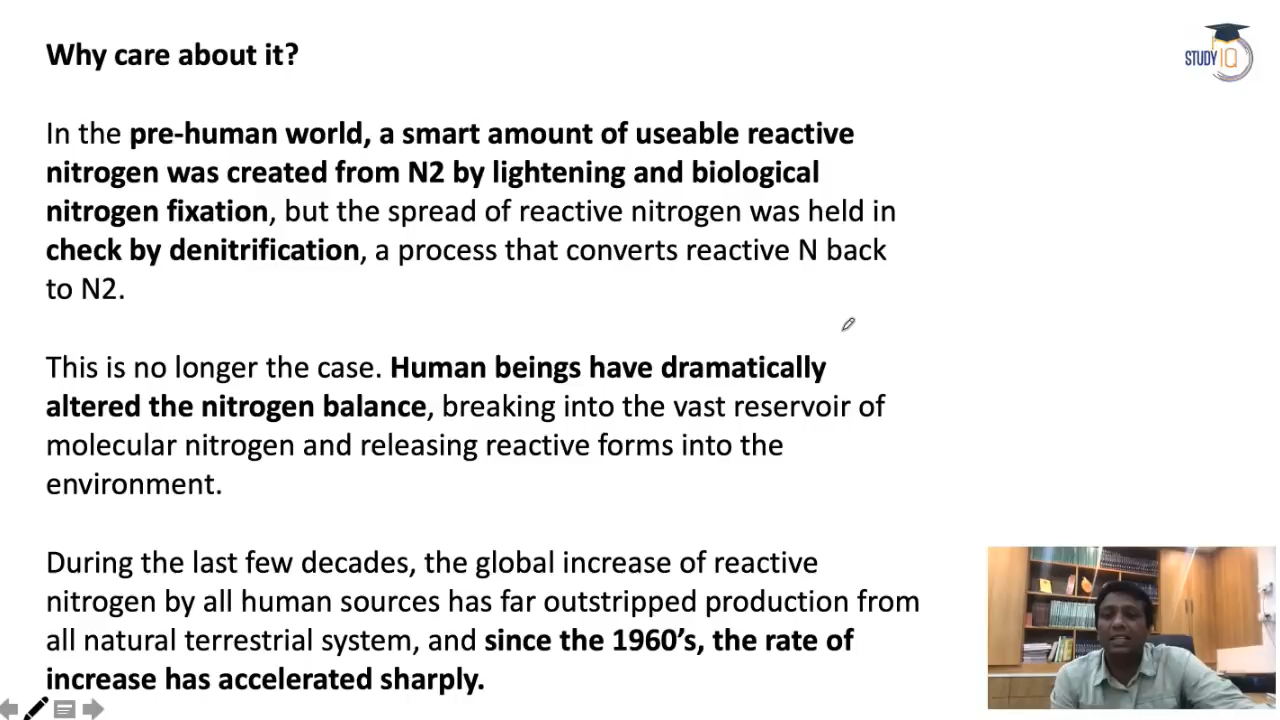 Why care about it?
STUDY IQ
In the pre-human world, a smart amount of useable reactive
nitrogen was created from N2 by lightening and biological
nitrogen fixation, but the spread of reactive nitrogen was held in
check by denitrification, a process that converts reactive N back
to N2.
This is no longer the case. Human beings have dramatically
altered the nitrogen balance, breaking into the vast reservoir of
molecular nitrogen and releasing reactive forms into the
environment.
During the last few decades, the global increase of reactive
nitrogen by all human sources has far outstripped production from
all natural terrestrial system, and since the 1960’s, the rate of
increase has accelerated sharply.